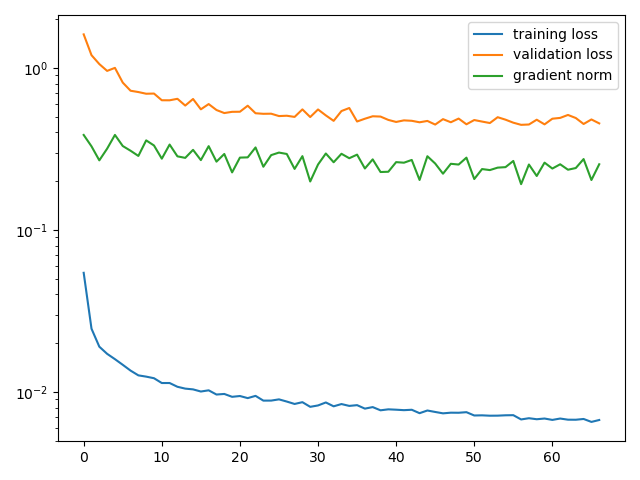 training loss
validation loss
gradient norm
10^0
10^-1
10^-2
0 10 20 30 40 50 60